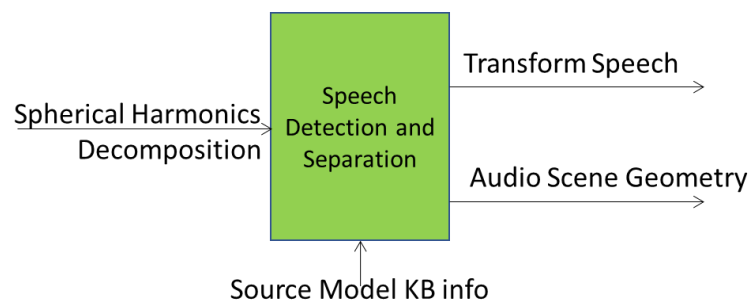 Spherical Harmonics
Decomposition
Speech
Detection and
Separation
Transform Speech
Audio Scene Geometry
Source Model KB info